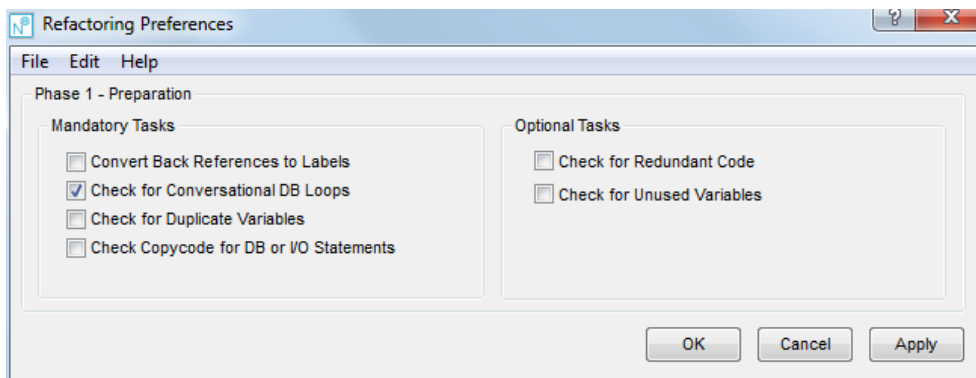 Refactoring Preferences
File Edit Help
Phase 1 - Preparation
Mandatory Tasks
Convert Back References to Labels
Check for Conversational DB Loops
Check for Duplicate Variables
Check Copycode for DB or I/O Statements
Optional Tasks
Check for Redundant Code
Check for Unused Variables
OK Cancel Apply